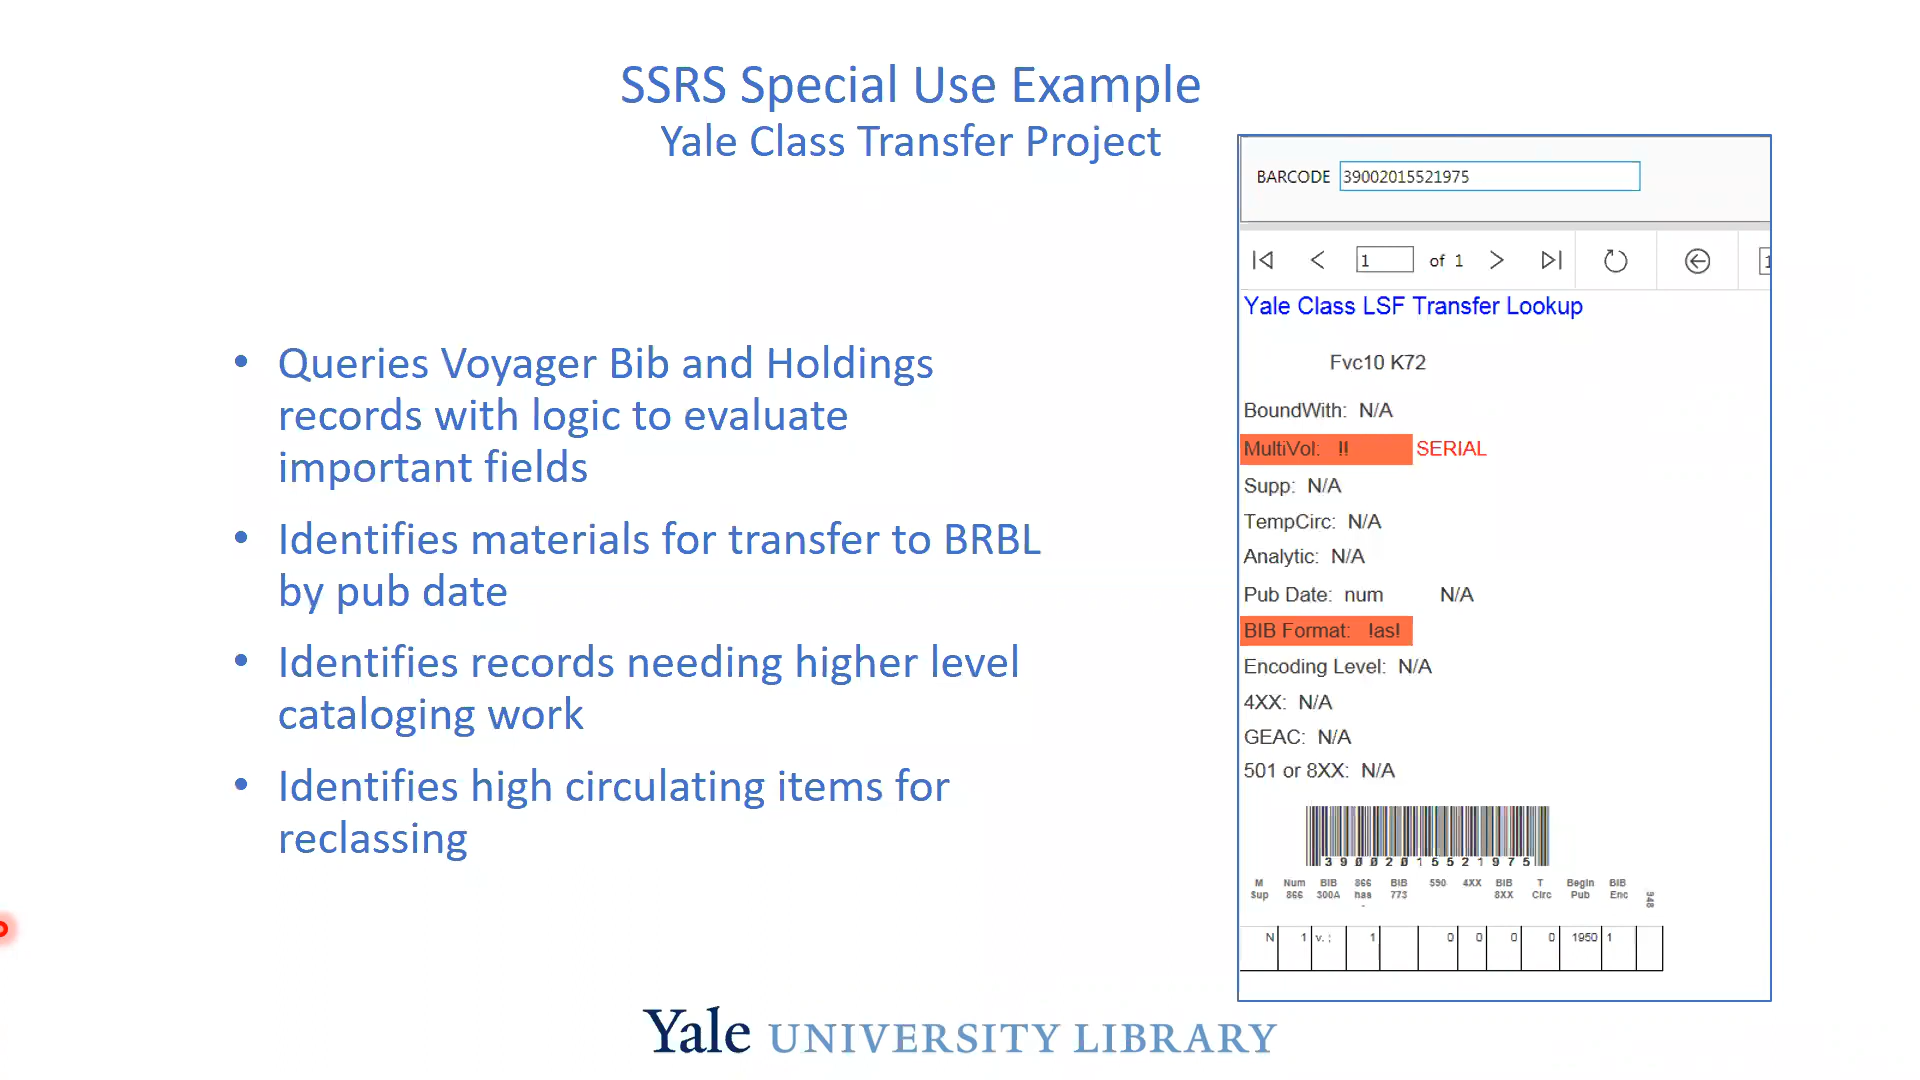 SSRS Special Use Example
Yale Class Transfer Project
• Queries Voyager Bib and Holdings
records with logic to evaluate
important fields
• Identifies materials for transfer to BRBL
by pub date
• Identifies records needing higher level
cataloging work
• Identifies high circulating items for
reclassing
BARCODE 39002015521975
1 of 1
Yale Class LSF Transfer Lookup
Fvc10 K72
BoundWith: N/A
MultiVol: !! SERIAL
Supp: N/A
TempCirc: N/A
Analytic: N/A
Pub Date: num N/A
BIB Format: !as!
Encoding Level: N/A
4XX: N/A
GEAC: N/A
501 or 8XX: N/A
39002015521975
M Num BIB 866 BIB 590 4XX BIB T Begin BIB 948
Sup 866 300A has 773 8XX Circ Pub Enc
-
N 1 v. ; 1 0 0 0 0 1950 1
Yale UNIVERSITY LIBRARY